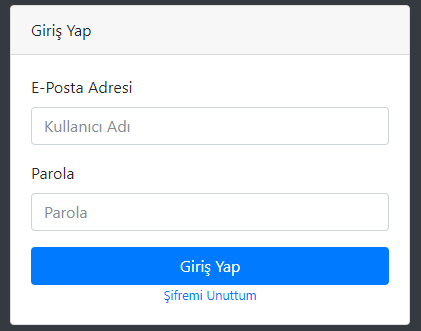 Giriş Yap
E-Posta Adresi
Kullanıcı Adı
Parola
Parola
Giriş Yap
Şifremi Unuttum